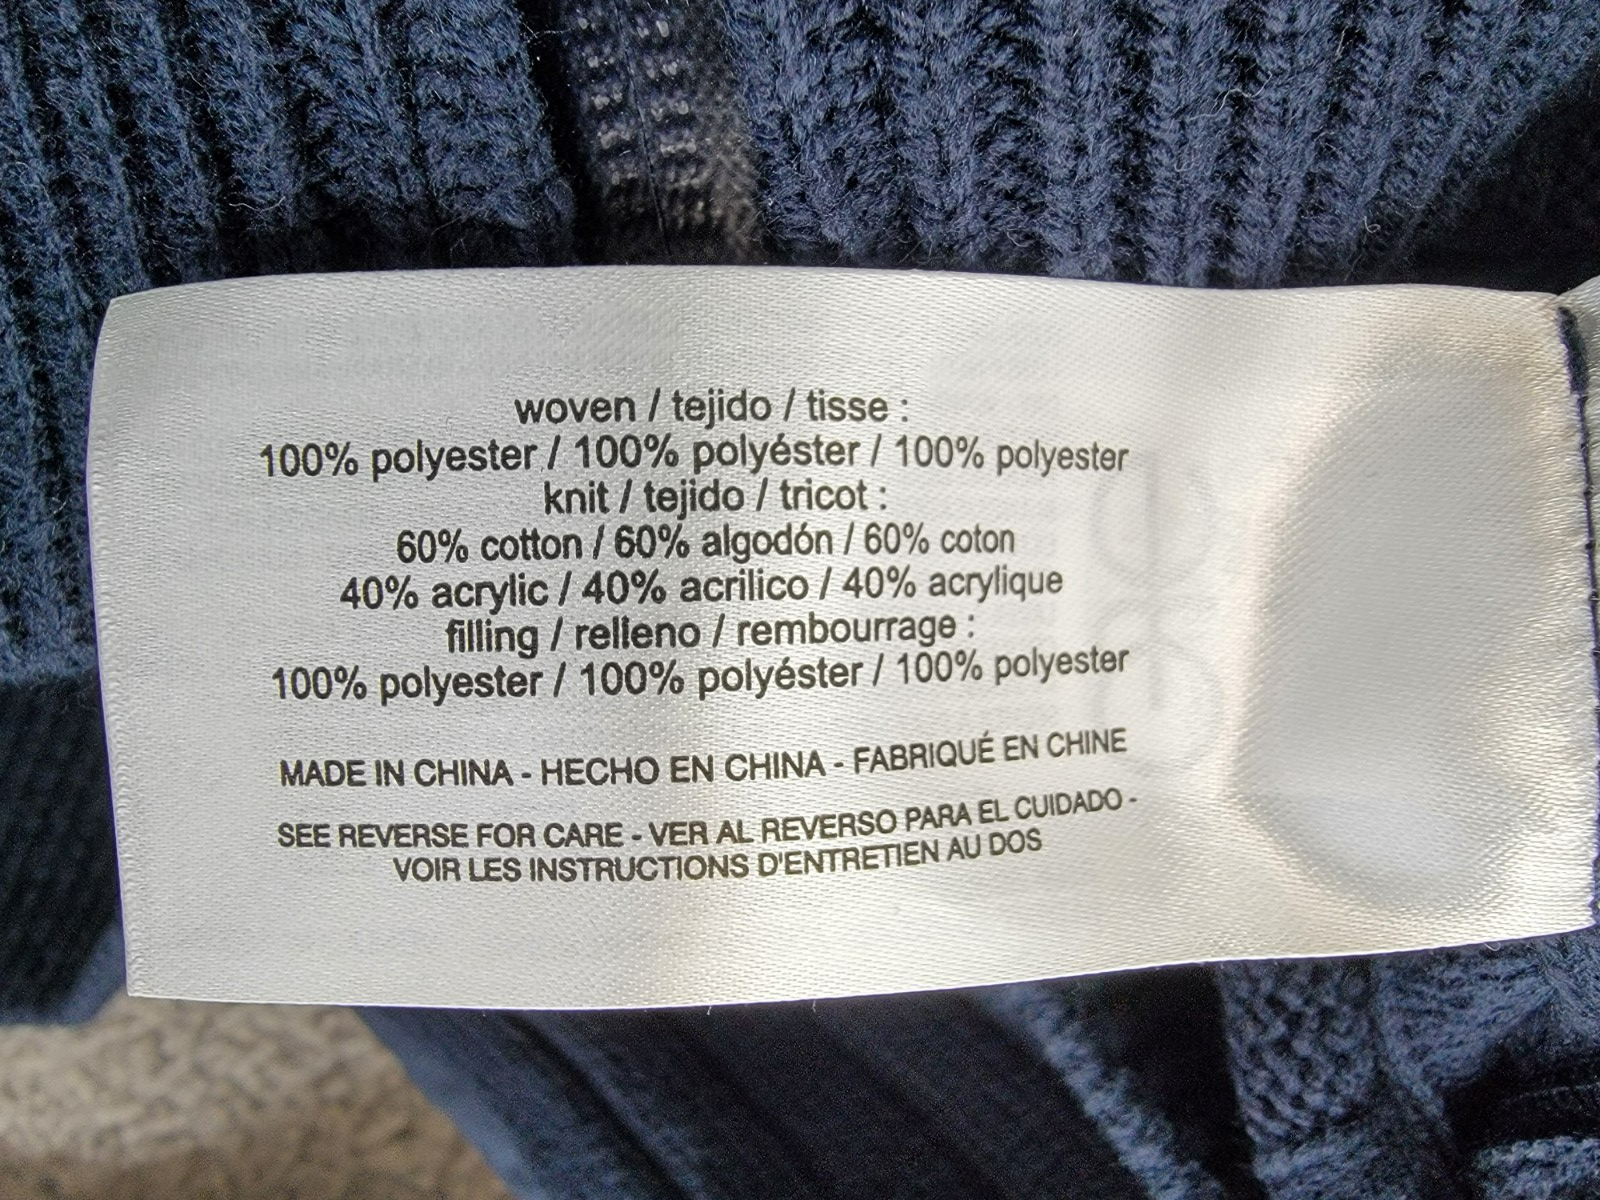 woven / tejido / tisse :
100% polyester / 100% polyéster / 100% polyester
knit / tejido / tricot :
60% cotton / 60% algodón / 60% coton
40% acrylic / 40% acrilico / 40% acrylique
filling / relleno / rembourrage :
100% polyester / 100% polyéster / 100% polyester
MADE IN CHINA - HECHO EN CHINA - FABRIQUÉ EN CHINE
SEE REVERSE FOR CARE - VER AL REVERSO PARA EL CUIDADO -
VOIR LES INSTRUCTIONS D'ENTRETIEN AU DOS